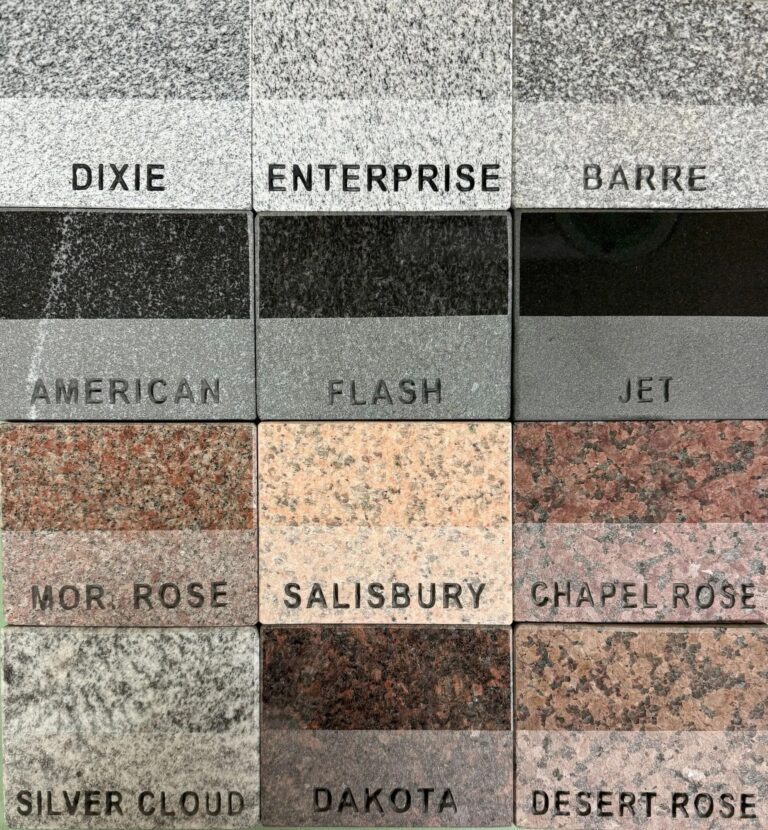 DIXIE
ENTERPRISE
BARRE
AMERICAN
FLASH
JET
MOR. ROSE
SALISBURY
CHAPEL ROSE
SILVER CLOUD
DAKOTA
DESERT ROSE